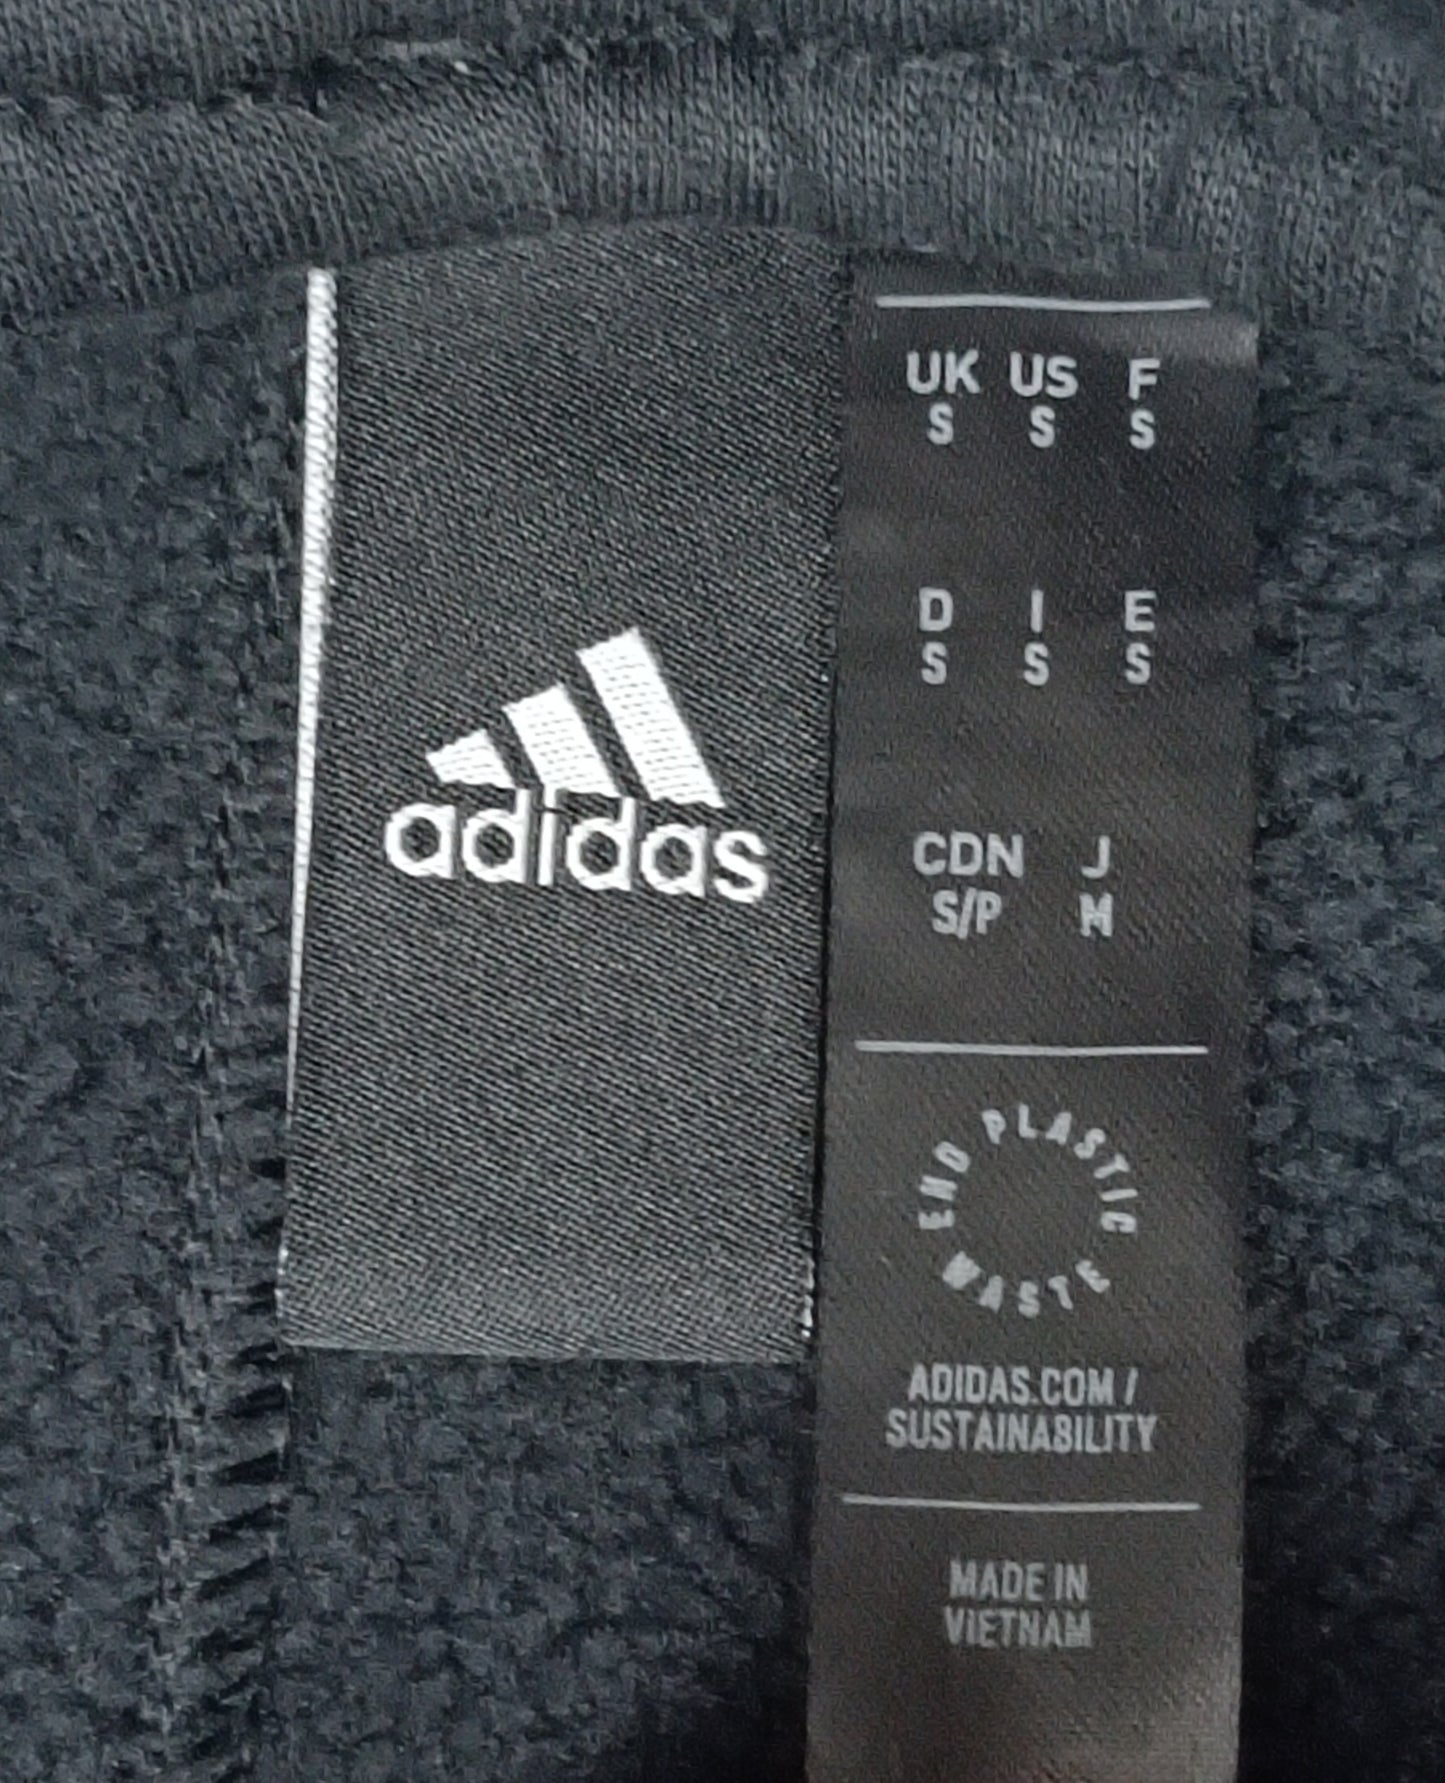 adidas
UK US F
S S S
D I E
S S S
CDN J
S/P M
END PLASTIC WASTE
ADIDAS.COM /
SUSTAINABILITY
MADE IN
VIETNAM